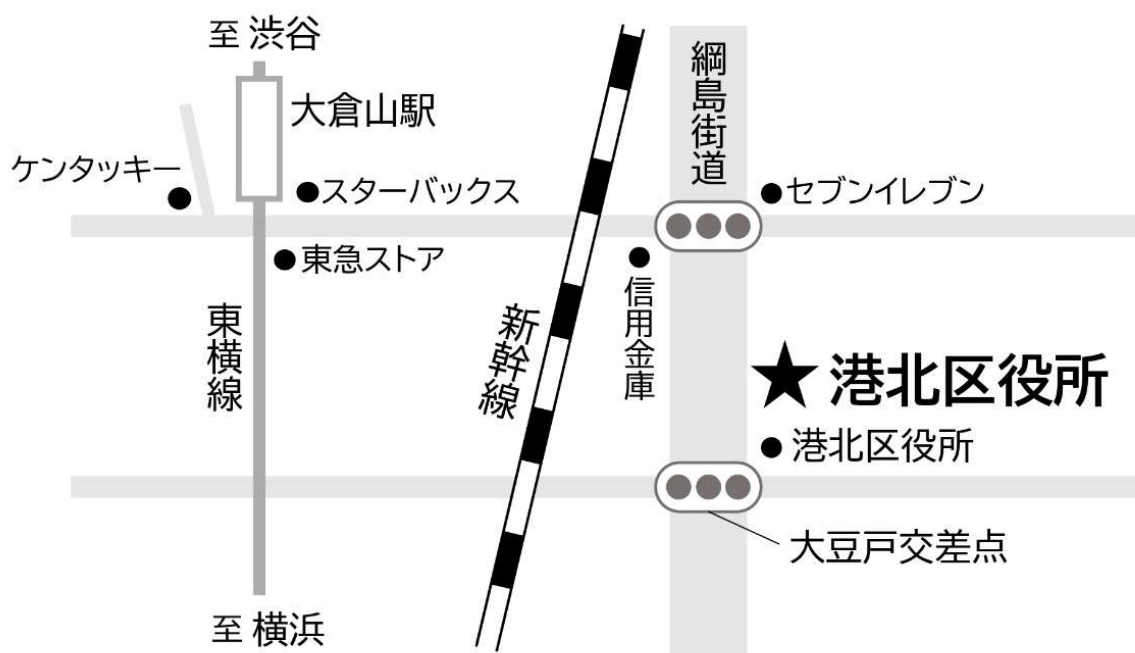 至 渋谷
綱島街道
大倉山駅
ケンタッキー
スターバックス
セブンイレブン
東急ストア
信用金庫
東横線
新幹線
港北区役所
港北区役所
大豆戸交差点
至 横浜